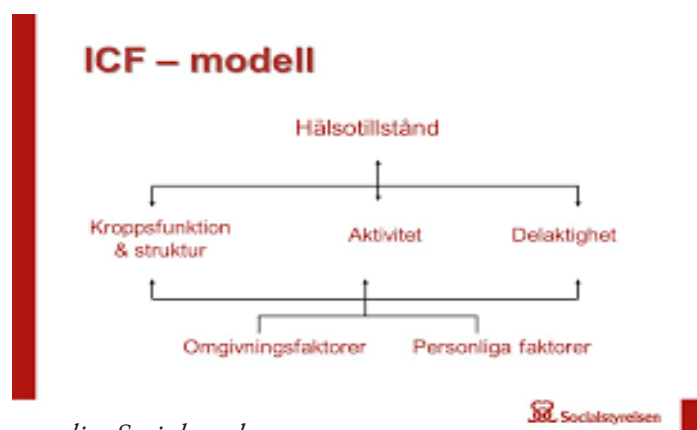 ICF – modell
Hälsotillstånd
Kroppsfunktion
& struktur
Aktivitet
Delaktighet
Omgivningsfaktorer
Personliga faktorer
Socialstyrelsen